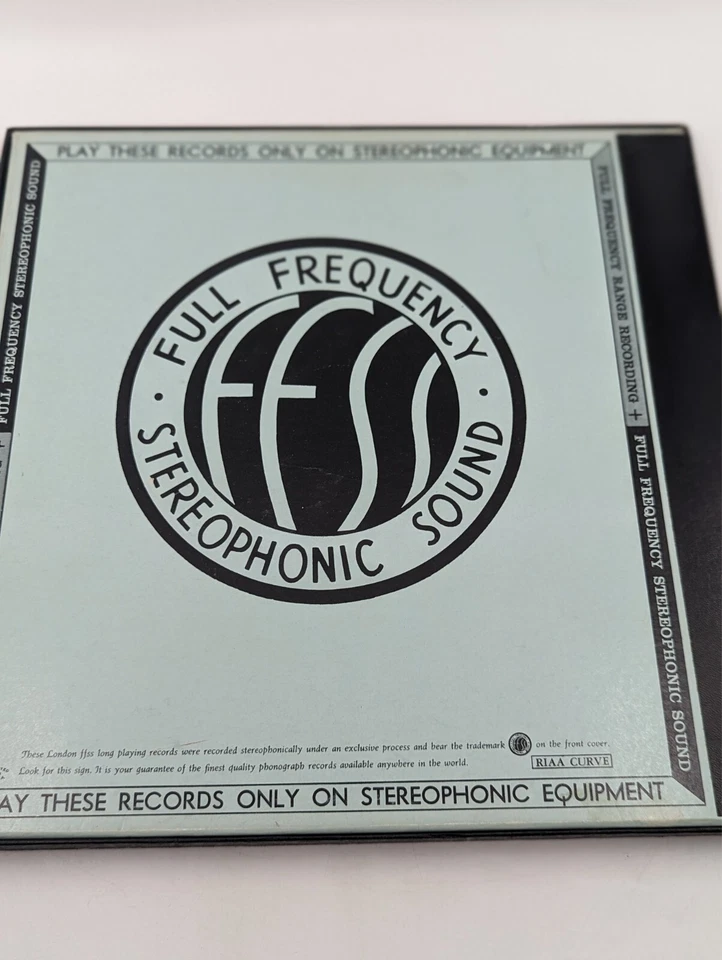 PLAY THESE RECORDS ONLY ON STEREOPHONIC EQUIPMENT
FULL FREQUENCY STEREOPHONIC SOUND
+
FULL FREQUENCY RANGE RECORDING + FULL FREQUENCY STEREOPHONIC SOUND
· FULL FREQUENCY ·
STEREOPHONIC SOUND
FFSS
These London ffss long playing records were recorded stereophonically under an exclusive process and bear the trademark on the front cover.
Look for this sign. It is your guarantee of the finest quality phonograph records available anywhere in the world.
RIAA CURVE
AY THESE RECORDS ONLY ON STEREOPHONIC EQUIPMENT